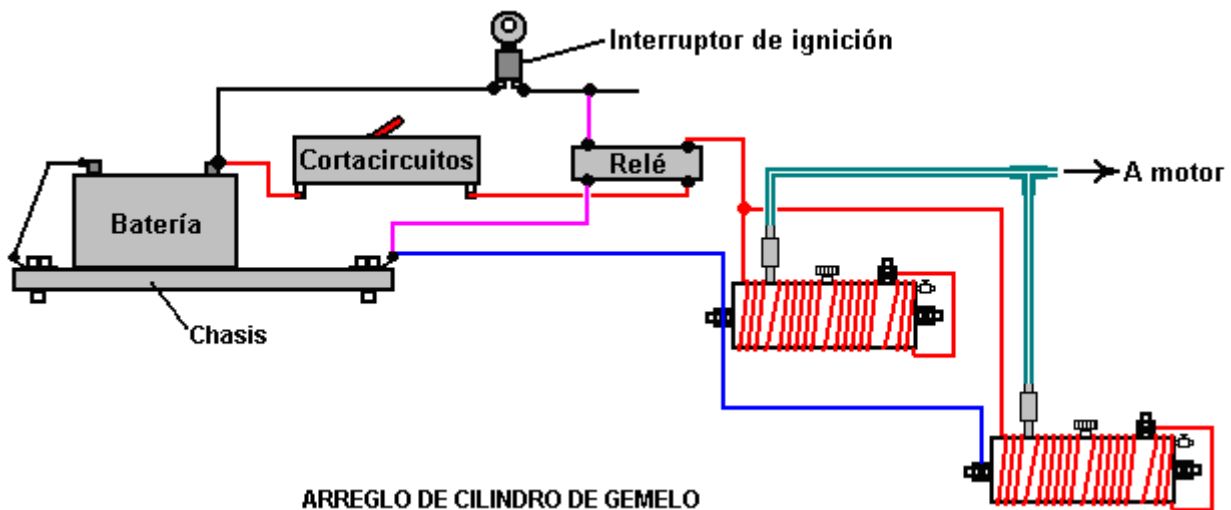 Interruptor de ignición
Cortacircuitos
Relé
A motor
Batería
Chasis
ARREGLO DE CILINDRO DE GEMELO